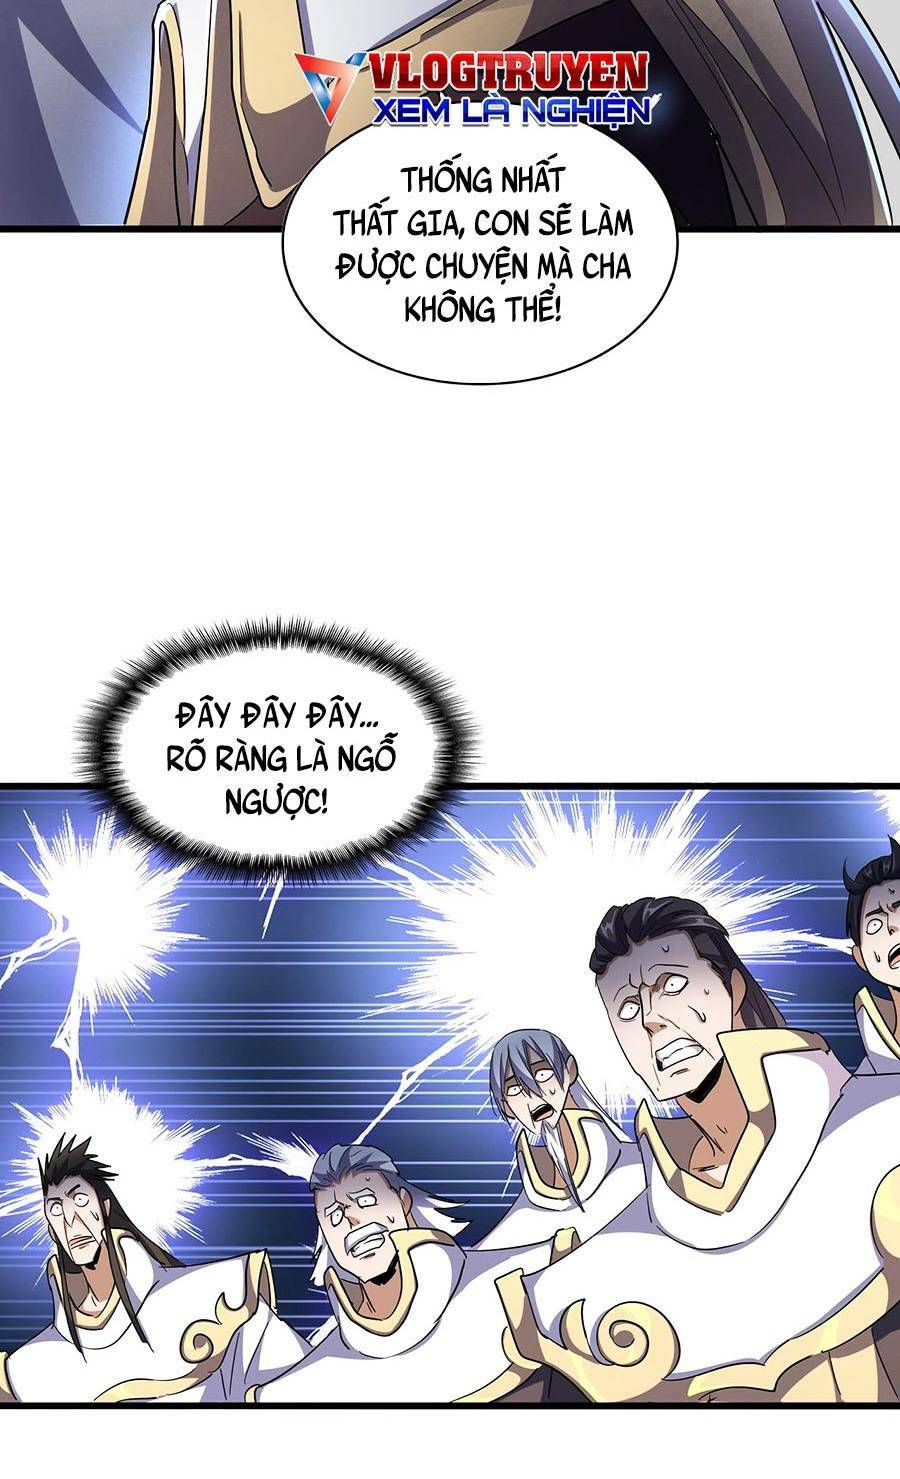 VLOGTRUYEN
XEM LÀ NGHIỆN
THỐNG NHẤT
THẤT GIA, CON SẼ LÀM
ĐƯỢC CHUYỆN MÀ CHA
KHÔNG THỂ!
ĐÂY ĐÂY ĐÂY...
RÕ RÀNG LÀ NGỖ
NGƯỢC!